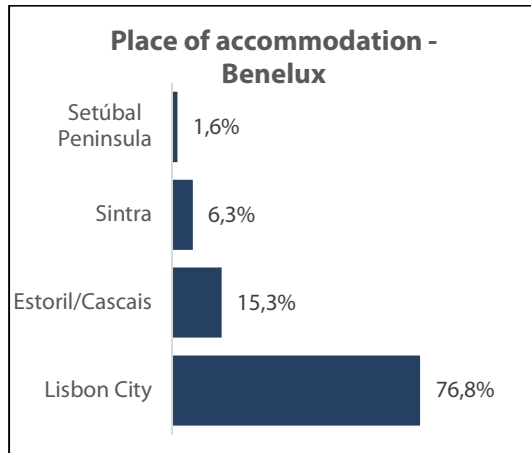 Place of accommodation -
Benelux
Setúbal
Peninsula
1,6%
Sintra
6,3%
Estoril/Cascais
15,3%
Lisbon City
76,8%